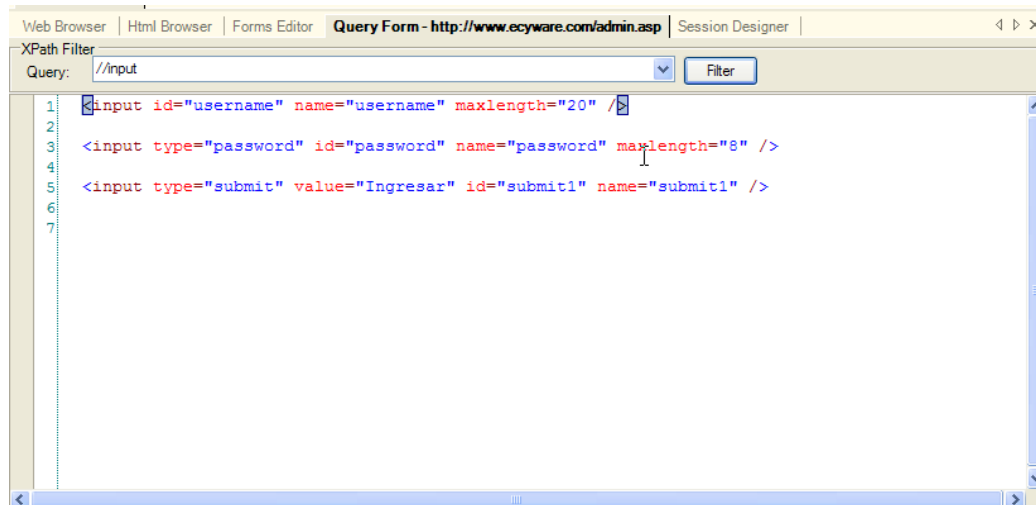 Web Browser | Html Browser | Forms Editor | Query Form - http://www.ecyware.com/admin.asp | Session Designer |
XPath Filter
Query: //input Filter
1 <input id="username" name="username" maxlength="20" />
2
3 <input type="password" id="password" name="password" maxlength="8" />
4
5 <input type="submit" value="Ingresar" id="submit1" name="submit1" />
6
7